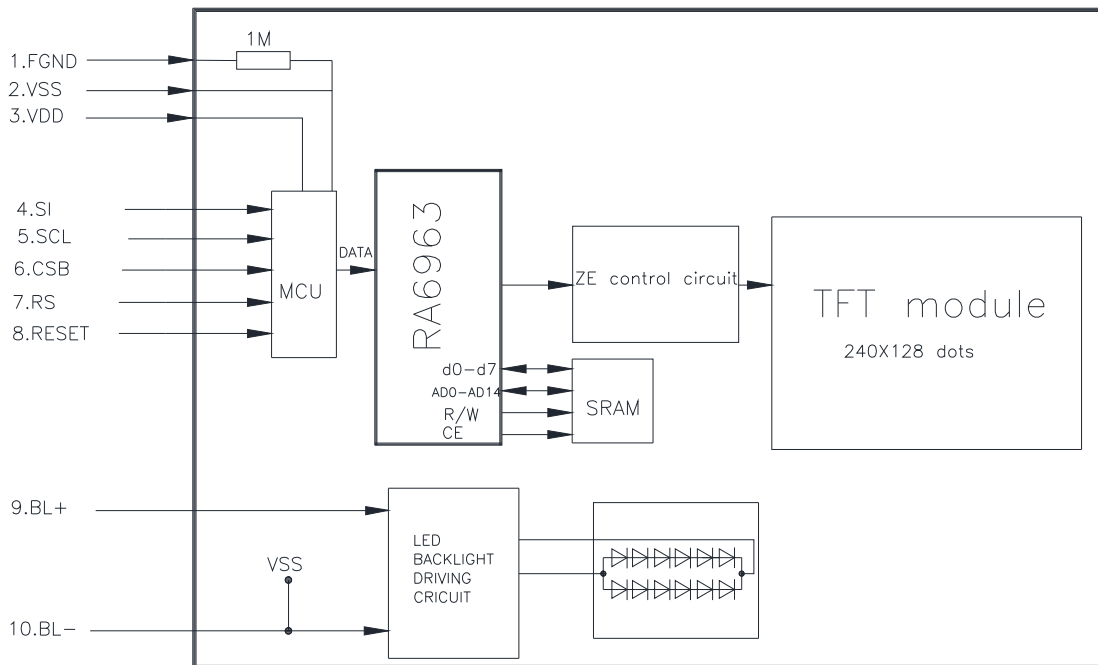 1M
1.FGND
2.VSS
3.VDD
4.SI
5.SCL
6.CSB
7.RS
8.RESET
MCU
DATA
RA6963
d0-d7
AD0-AD14
R/W
CE
ZE control circuit
SRAM
TFT module
240X128 dots
9.BL+
10.BL-
VSS
LED
BACKLIGHT
DRIVING
CRICUIT